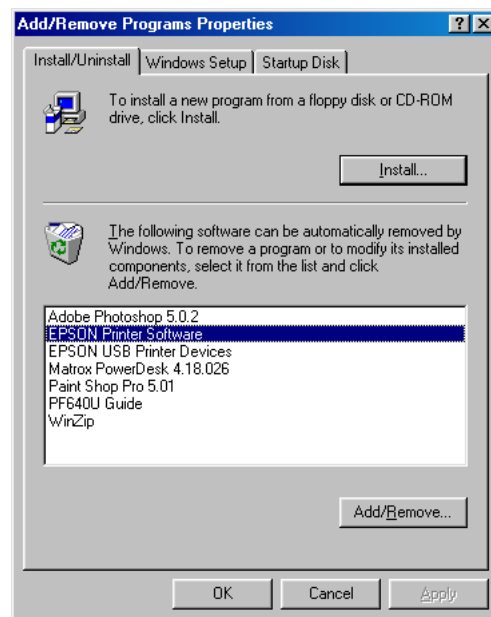 Add/Remove Programs Properties
Install/Uninstall Windows Setup Startup Disk
To install a new program from a floppy disk or CD-ROM
drive, click Install.
Install...
The following software can be automatically removed by
Windows. To remove a program or to modify its installed
components, select it from the list and click
Add/Remove.
Adobe Photoshop 5.0.2
EPSON Printer Software
EPSON USB Printer Devices
Matrox PowerDesk 4.18.026
Paint Shop Pro 5.01
PF640U Guide
WinZip
Add/Remove...
OK Cancel Apply